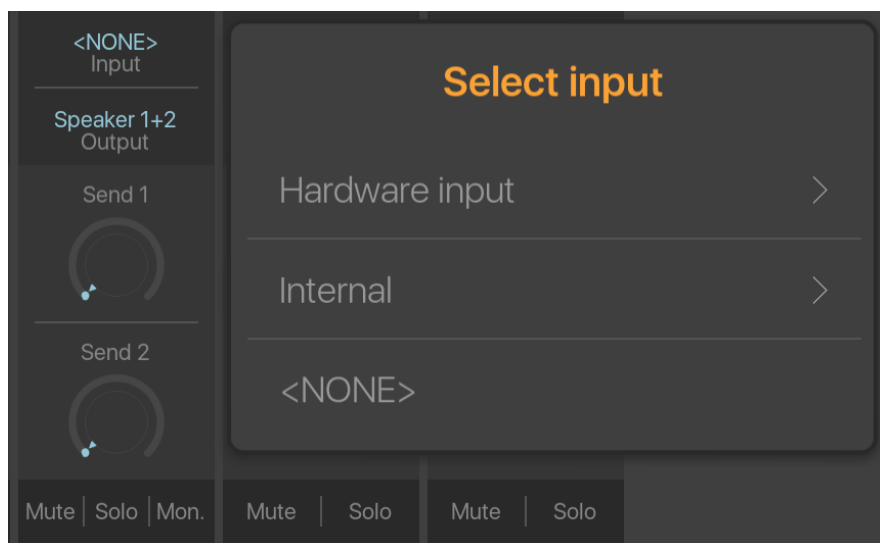 <NONE>
Input
Speaker 1+2
Output
Send 1
Send 2
Mute Solo Mon.
Select input
Hardware input
Internal
<NONE>
Mute Solo
Mute Solo